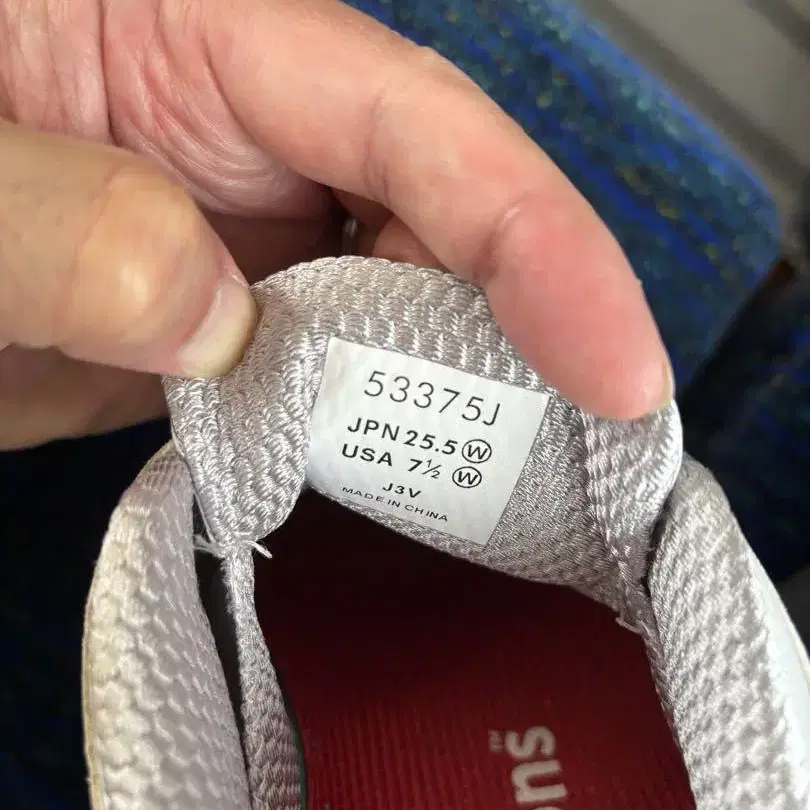 53375J
JPN 25.5 Ⓦ
USA 7½ Ⓦ
J3V
MADE IN CHINA